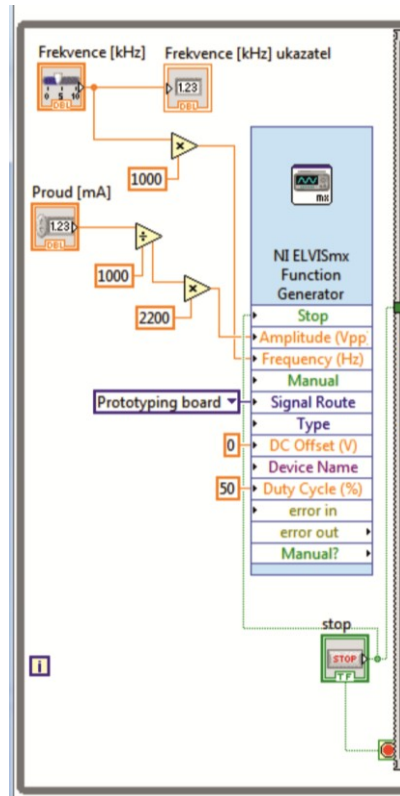 Frekvence [kHz]
Frekvence [kHz] ukazatel
0 5 10
DBL
1.23
DBL
1000
Proud [mA]
1.23
DBL
1000
2200
mx
NI ELVISmx
Function
Generator
Stop
Amplitude (Vpp)
Frequency (Hz)
Manual
Prototyping board
Signal Route
Type
0
DC Offset (V)
Device Name
50
Duty Cycle (%)
error in
error out
Manual?
stop
STOP
TF
i